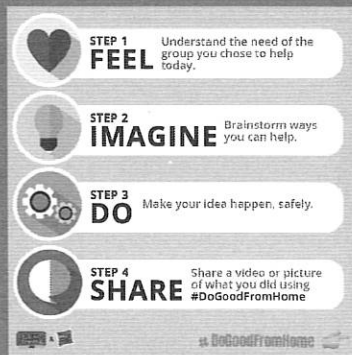 STEP 1
FEEL
Understand the need of the
group you chose to help
today.
STEP 2
IMAGINE
Brainstorm ways
you can help.
STEP 3
DO
Make your idea happen, safely.
STEP 4
SHARE
Share a video or picture
of what you did using
#DoGoodFromHome
# DoGoodFromHome